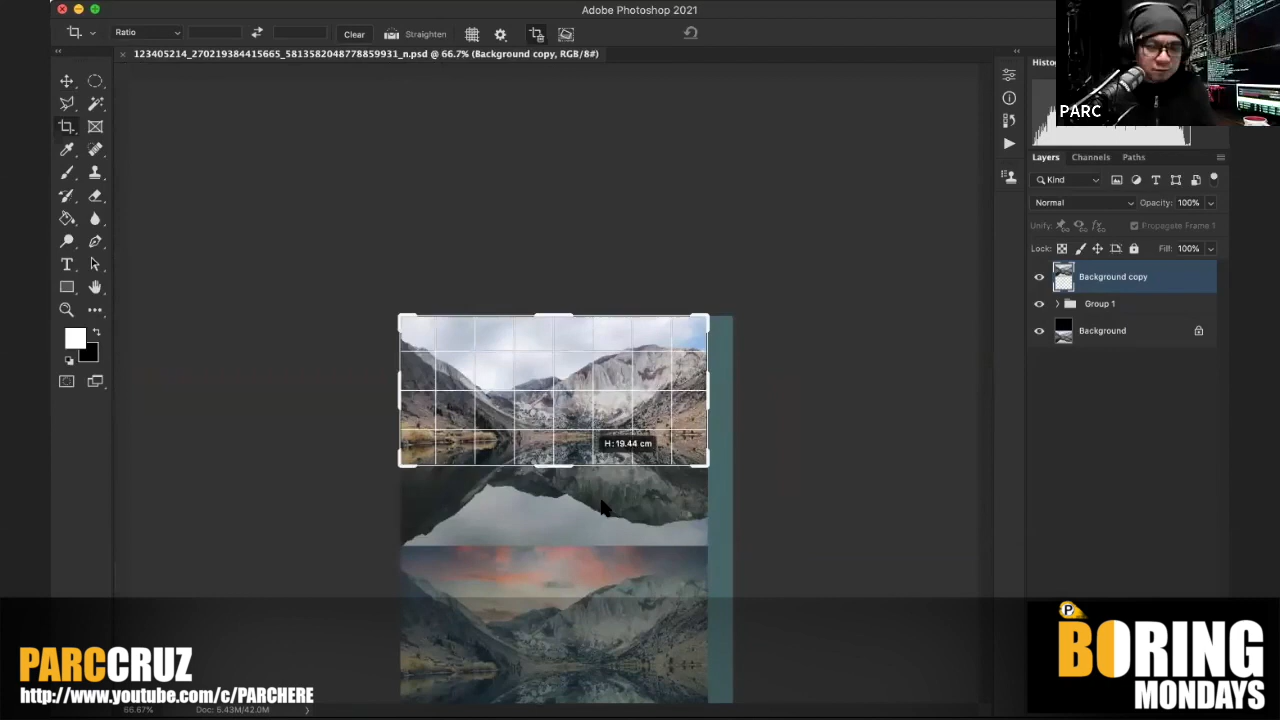 Adobe Photoshop 2021
Ratio
Clear
Straighten
123405214_270219384415665_5813582048778859931_n.psd @ 66.7% (Background copy, RGB/8#)
Histog
PARC
Layers
Channels
Paths
Kind
Normal
Opacity: 100%
Unify:
Propagate Frame 1
Lock:
Fill: 100%
Background copy
Group 1
Background
H: 19.44 cm
PARCCRUZ
http://www.youtube.com/c/PARCHERE
P
BORING
MONDAYS
66.67%
Doc: 5.43M/42.0M